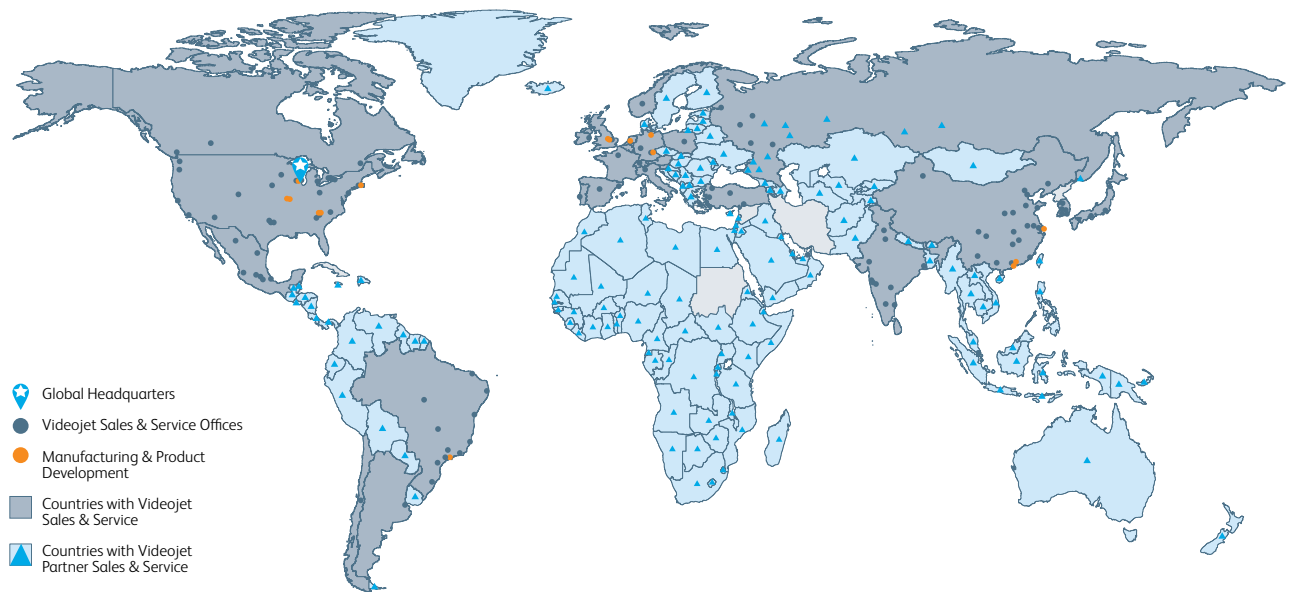 Global Headquarters
Videojet Sales & Service Offices
Manufacturing & Product
Development
Countries with Videojet
Sales & Service
Countries with Videojet
Partner Sales & Service